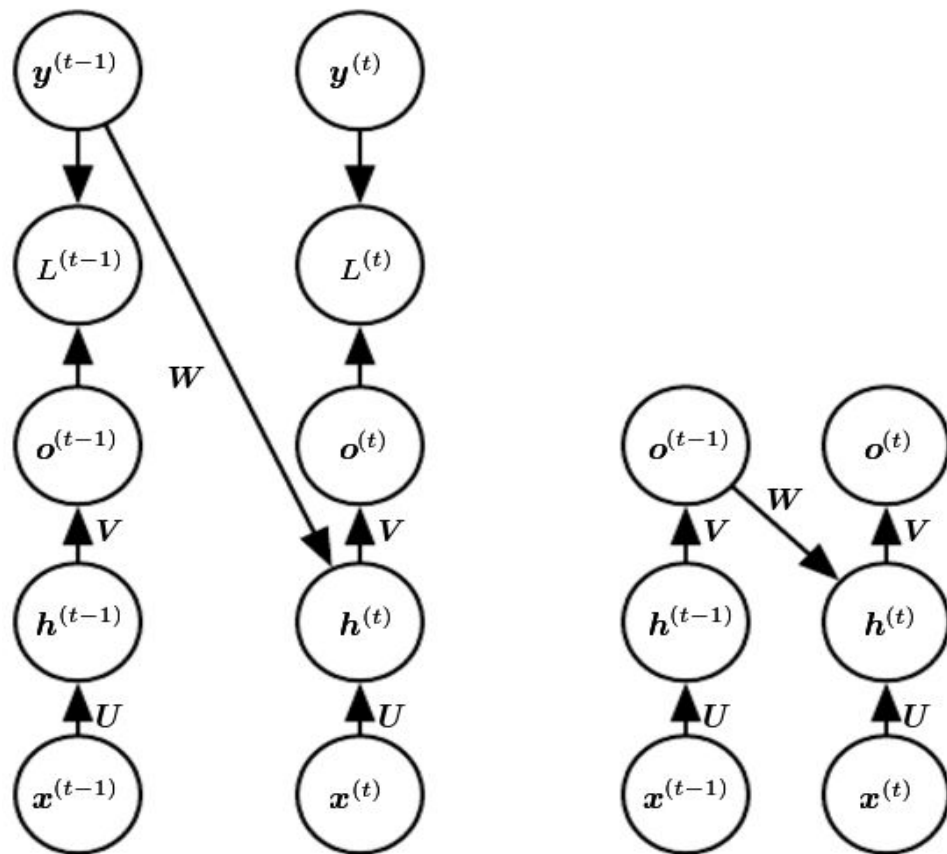 y^(t−1) y^(t)
L^(t−1) L^(t)
W
o^(t−1) o^(t) o^(t−1) o^(t)
W
V V V V
h^(t−1) h^(t) h^(t−1) h^(t)
U U U U
x^(t−1) x^(t) x^(t−1) x^(t)